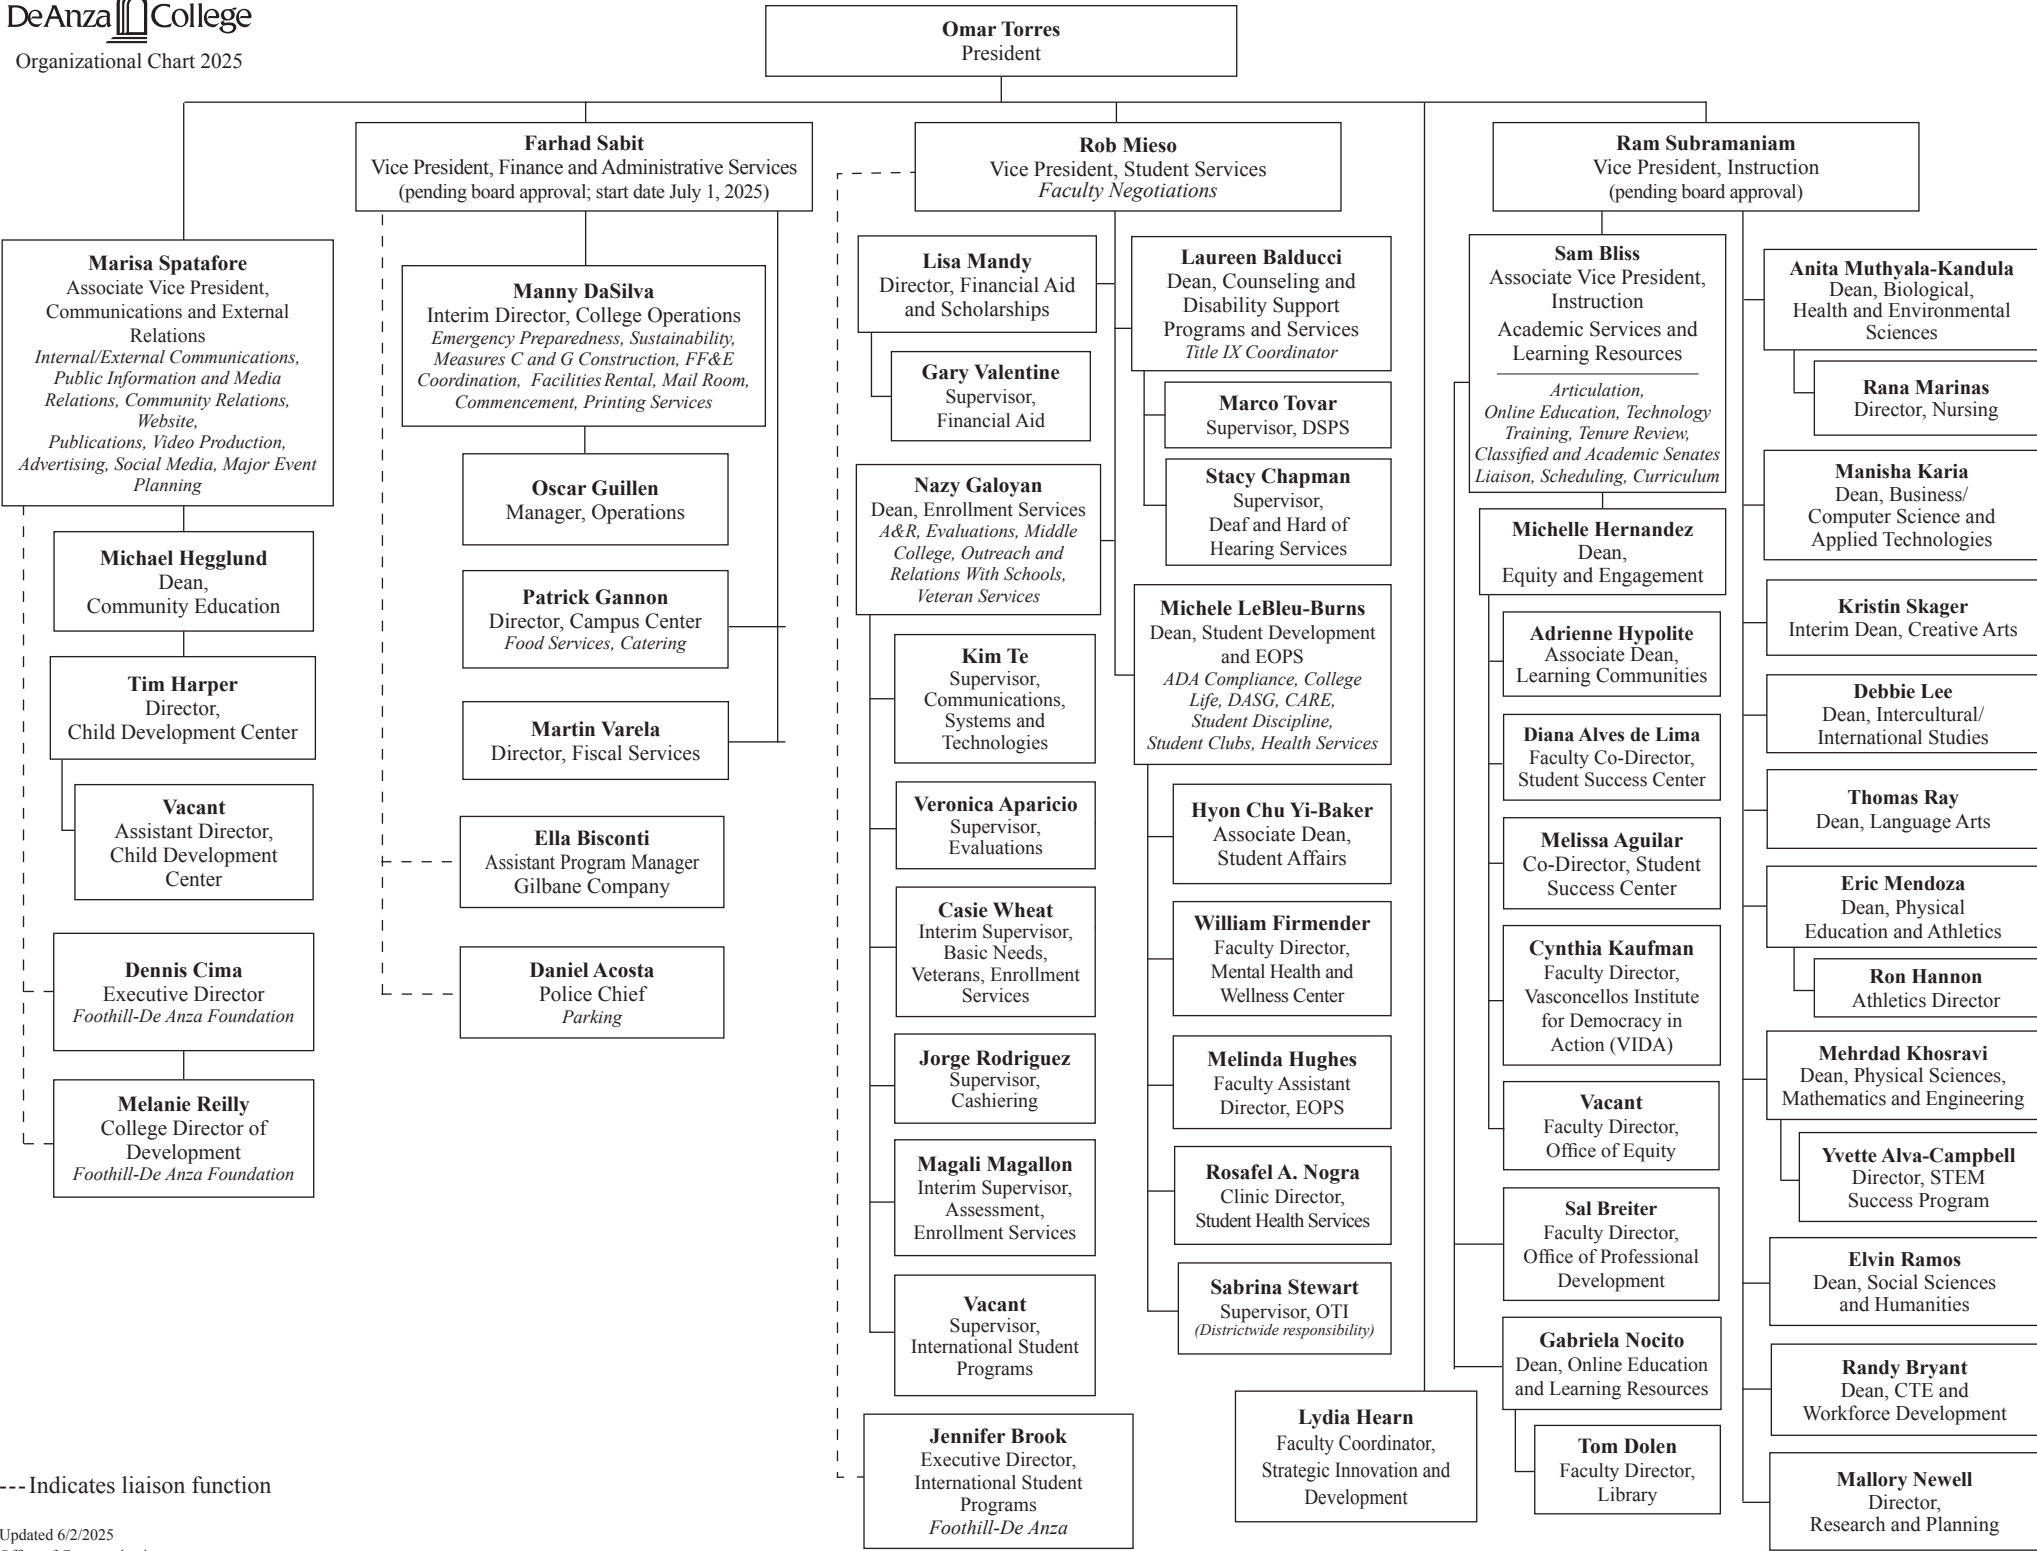 DeAnza College
Organizational Chart 2025
Omar Torres
President
Farhad Sabit
Vice President, Finance and Administrative Services
(pending board approval; start date July 1, 2025)
Rob Mieso
Vice President, Student Services
Faculty Negotiations
Ram Subramaniam
Vice President, Instruction
(pending board approval)
Marisa Spatafore
Associate Vice President,
Communications and External
Relations
Internal/External Communications,
Public Information and Media
Relations, Community Relations,
Website,
Publications, Video Production,
Advertising, Social Media, Major Event
Planning
Michael Hegglund
Dean,
Community Education
Tim Harper
Director,
Child Development Center
Vacant
Assistant Director,
Child Development
Center
Dennis Cima
Executive Director
Foothill-De Anza Foundation
Melanie Reilly
College Director of
Development
Foothill-De Anza Foundation
Manny DaSilva
Interim Director, College Operations
Emergency Preparedness, Sustainability,
Measures C and G Construction, FF&E
Coordination, Facilities Rental, Mail Room,
Commencement, Printing Services
Oscar Guillen
Manager, Operations
Patrick Gannon
Director, Campus Center
Food Services, Catering
Martin Varela
Director, Fiscal Services
Ella Bisconti
Assistant Program Manager
Gilbane Company
Daniel Acosta
Police Chief
Parking
Lisa Mandy
Director, Financial Aid
and Scholarships
Gary Valentine
Supervisor,
Financial Aid
Nazy Galoyan
Dean, Enrollment Services
A&R, Evaluations, Middle
College, Outreach and
Relations With Schools,
Veteran Services
Kim Te
Supervisor,
Communications,
Systems and
Technologies
Veronica Aparicio
Supervisor,
Evaluations
Casie Wheat
Interim Supervisor,
Basic Needs,
Veterans, Enrollment
Services
Jorge Rodriguez
Supervisor,
Cashiering
Magali Magallon
Interim Supervisor,
Assessment,
Enrollment Services
Vacant
Supervisor,
International Student
Programs
Jennifer Brook
Executive Director,
International Student
Programs
Foothill-De Anza
Laureen Balducci
Dean, Counseling and
Disability Support
Programs and Services
Title IX Coordinator
Marco Tovar
Supervisor, DSPS
Stacy Chapman
Supervisor,
Deaf and Hard of
Hearing Services
Michele LeBleu-Burns
Dean, Student Development
and EOPS
ADA Compliance, College
Life, DASG, CARE,
Student Discipline,
Student Clubs, Health Services
Hyon Chu Yi-Baker
Associate Dean,
Student Affairs
William Firmender
Faculty Director,
Mental Health and
Wellness Center
Melinda Hughes
Faculty Assistant
Director, EOPS
Rosafel A. Nogra
Clinic Director,
Student Health Services
Sabrina Stewart
Supervisor, OTI
(Districtwide responsibility)
Lydia Hearn
Faculty Coordinator,
Strategic Innovation and
Development
Sam Bliss
Associate Vice President,
Instruction
Academic Services and
Learning Resources
Articulation,
Online Education, Technology
Training, Tenure Review,
Classified and Academic Senates
Liaison, Scheduling, Curriculum
Michelle Hernandez
Dean,
Equity and Engagement
Adrienne Hypolite
Associate Dean,
Learning Communities
Diana Alves de Lima
Faculty Co-Director,
Student Success Center
Melissa Aguilar
Co-Director, Student
Success Center
Cynthia Kaufman
Faculty Director,
Vasconcellos Institute
for Democracy in
Action (VIDA)
Vacant
Faculty Director,
Office of Equity
Sal Breiter
Faculty Director,
Office of Professional
Development
Gabriela Nocito
Dean, Online Education
and Learning Resources
Tom Dolen
Faculty Director,
Library
Anita Muthyala-Kandula
Dean, Biological,
Health and Environmental
Sciences
Rana Marinas
Director, Nursing
Manisha Karia
Dean, Business/
Computer Science and
Applied Technologies
Kristin Skager
Interim Dean, Creative Arts
Debbie Lee
Dean, Intercultural/
International Studies
Thomas Ray
Dean, Language Arts
Eric Mendoza
Dean, Physical
Education and Athletics
Ron Hannon
Athletics Director
Mehrdad Khosravi
Dean, Physical Sciences,
Mathematics and Engineering
Yvette Alva-Campbell
Director, STEM
Success Program
Elvin Ramos
Dean, Social Sciences
and Humanities
Randy Bryant
Dean, CTE and
Workforce Development
Mallory Newell
Director,
Research and Planning
---Indicates liaison function
Updated 6/2/2025